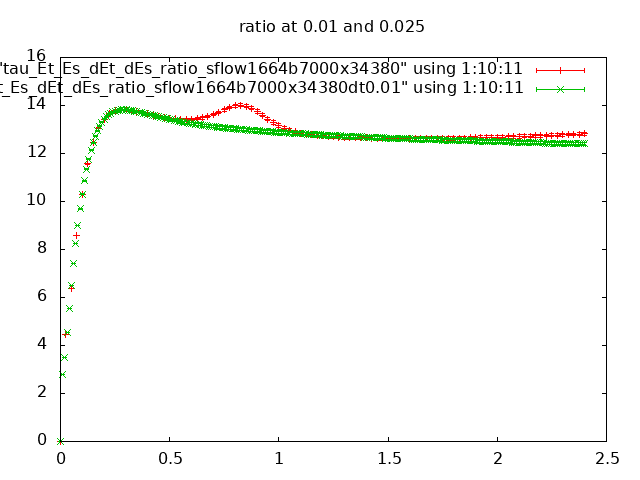 ratio at 0.01 and 0.025
16
"tau_Et_Es_dEt_dEs_ratio_sflow1664b7000x34380" using 1:10:11
t_Es_dEt_dEs_ratio_sflow1664b7000x34380dt0.01" using 1:10:11
14
12
10
8
6
4
2
0
0 0.5 1 1.5 2 2.5